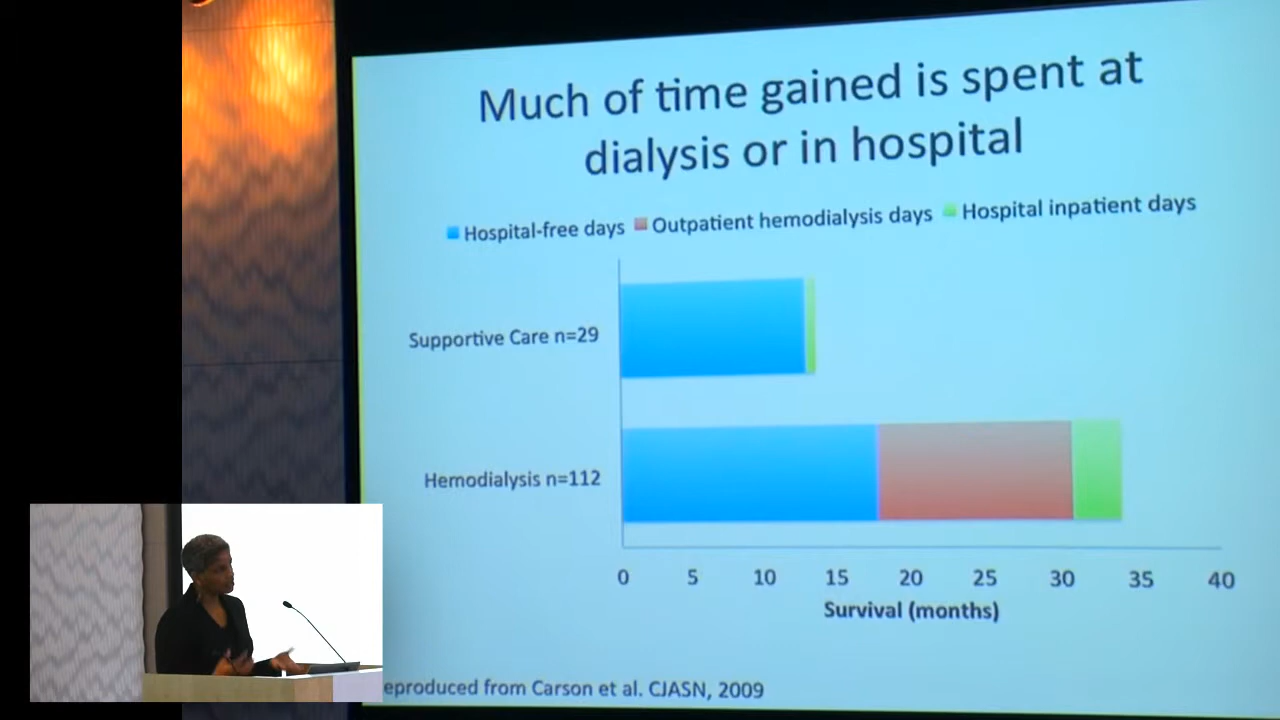 Much of time gained is spent at
dialysis or in hospital
Hospital-free days Outpatient hemodialysis days Hospital inpatient days
Supportive Care n=29
Hemodialysis n=112
0 5 10 15 20 25 30 35 40
Survival (months)
eproduced from Carson et al. CJASN, 2009